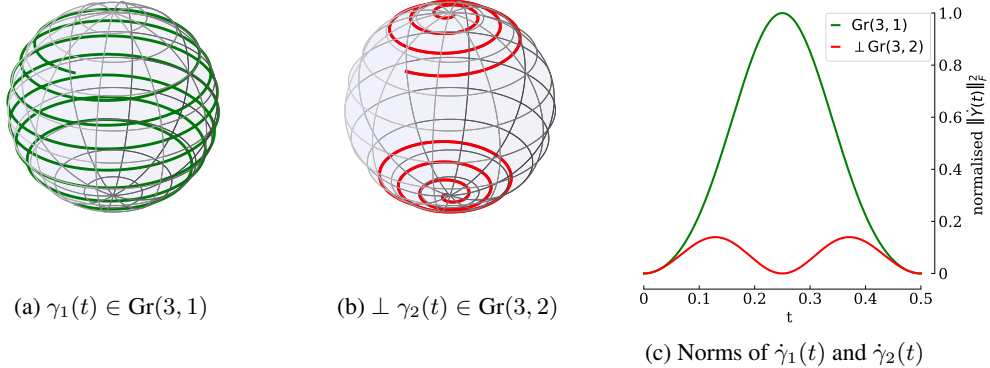 Gr(3, 1)
⊥ Gr(3, 2)
1.0
0.8
0.6
0.4
0.2
0
normalised ‖Ẏ(t)‖²_F
0 0.1 0.2 0.3 0.4 0.5
t
(a) γ₁(t) ∈ Gr(3, 1)
(b) ⊥ γ₂(t) ∈ Gr(3, 2)
(c) Norms of γ̇₁(t) and γ̇₂(t)